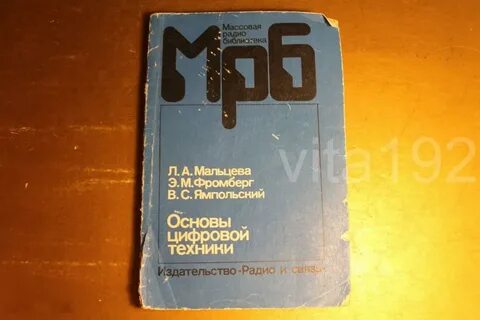 Массовая
радио
библиотека
Мрб
Л.А.Мальцева
Э.М.Фромберг
В.С.Ямпольский
Основы
цифровой
техники
Издательство «Радио и связь»
vita192